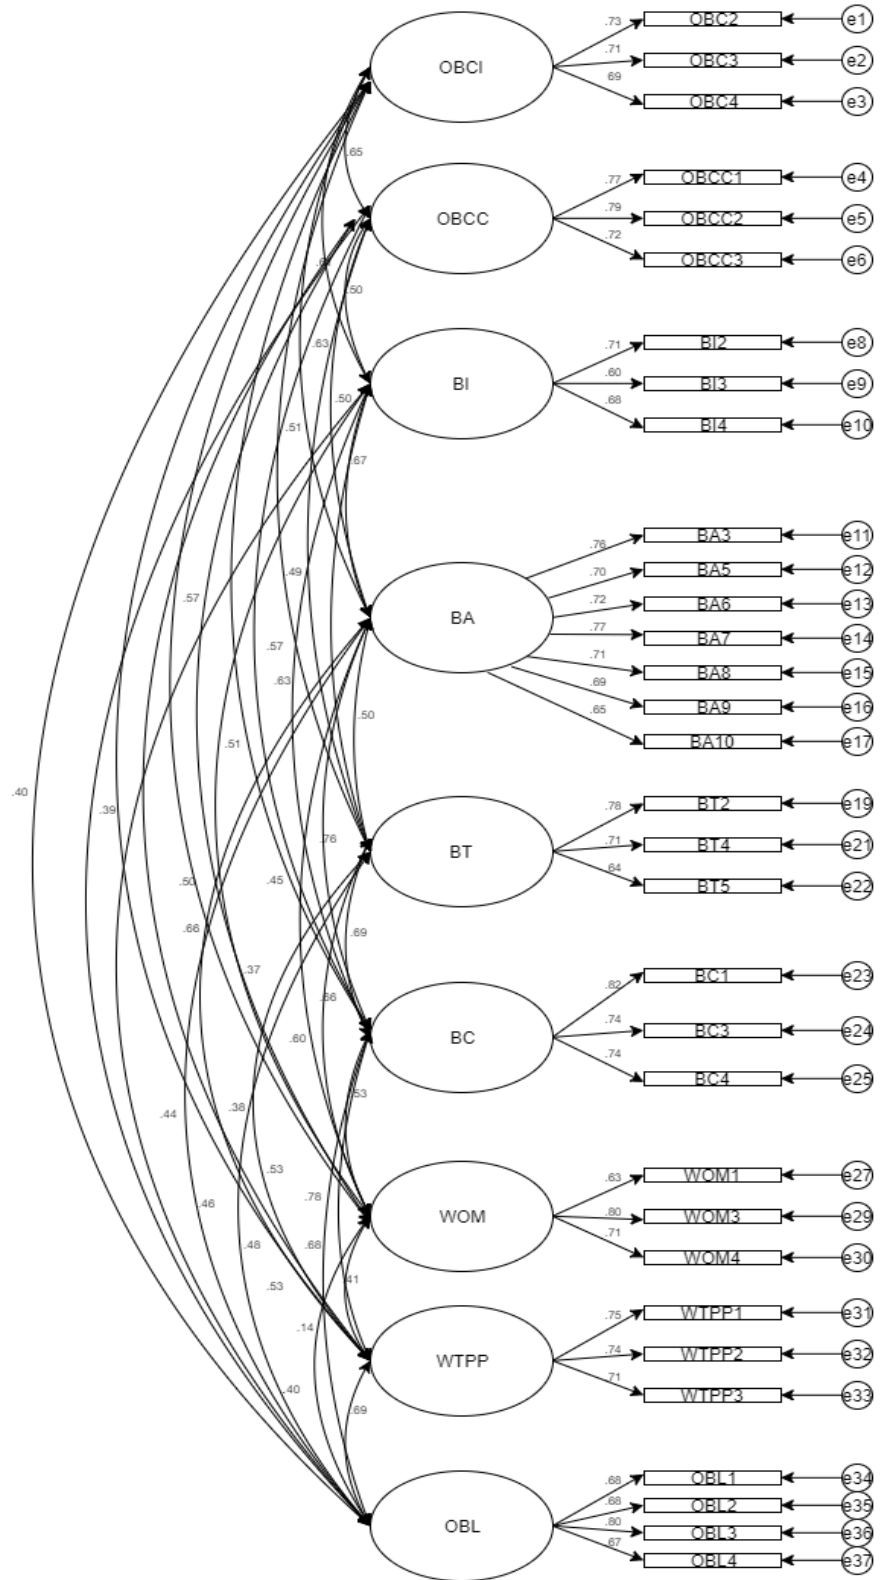 .73 OBC2 e1
OBCI .71 OBC3 e2
69 OBC4 e3
.65
.77 OBCC1 e4
OBCC .79 OBCC2 e5
.72 OBCC3 e6
.50
.63 .71 BI2 e8
BI .60 BI3 e9
.50 .68 BI4 e10
.51
.67
.76 BA3 e11
.49 .70 BA5 e12
.57 .72 BA6 e13
BA .77 BA7 e14
.57 .71 BA8 e15
.63 .69 BA9 e16
.50 .65 BA10 e17
.51
.40 .78 BT2 e19
.39 .76 BT .71 BT4 e21
.50 .45 .64 BT5 e22
.66 .69
.37 .82 BC1 e23
.66
.60 BC .74 BC3 e24
.53 .74 BC4 e25
.44 .38
.53 .63 WOM1 e27
.46 .78 WOM .80 WOM3 e29
.48 .68 .71 WOM4 e30
.53 41
.14 .75 WTPP1 e31
WTPP .74 WTPP2 e32
.40 .71 WTPP3 e33
.69
.68 OBL1 e34
.68 OBL2 e35
OBL .80 OBL3 e36
67 OBL4 e37